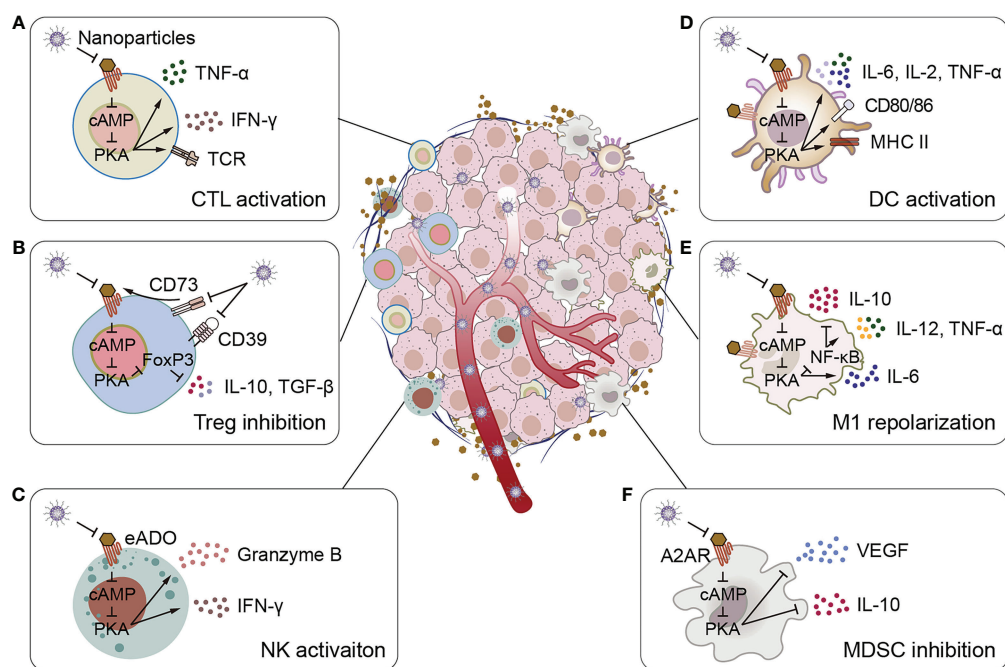 A
Nanoparticles
TNF-α
cAMP
IFN-γ
PKA
TCR
CTL activation
B
CD73
cAMP
FoxP3
CD39
PKA
IL-10, TGF-β
Treg inhibition
C
eADO
Granzyme B
cAMP
IFN-γ
PKA
NK activaiton
D
IL-6, IL-2, TNF-α
CD80/86
cAMP
MHC II
PKA
DC activation
E
IL-10
IL-12, TNF-α
cAMP
NF-κB
PKA
IL-6
M1 repolarization
F
A2AR
VEGF
cAMP
IL-10
PKA
MDSC inhibition